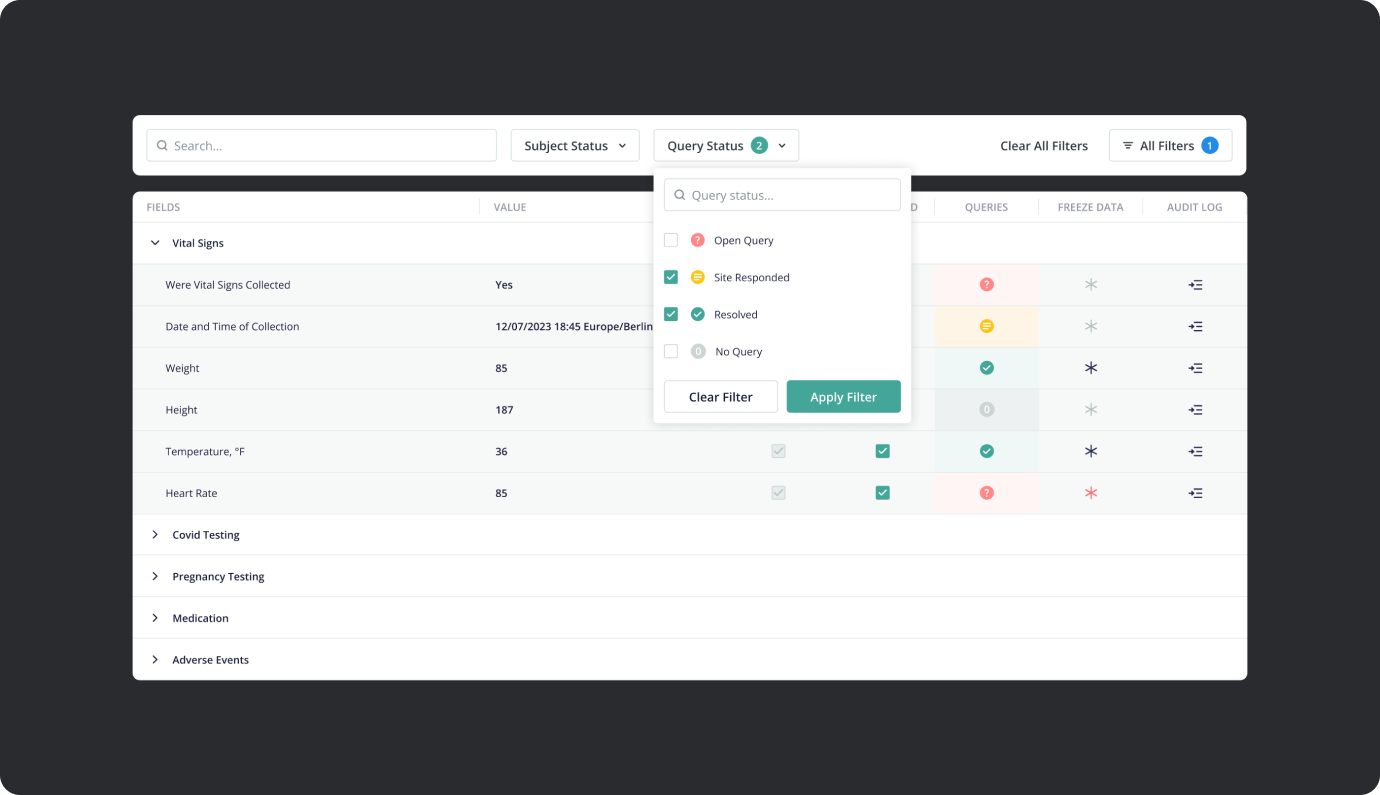 Search...
Subject Status
Query Status 2
Clear All Filters
All Filters 1
FIELDS VALUE D QUERIES FREEZE DATA AUDIT LOG
Query status...
? Open Query
Site Responded
Resolved
0 No Query
Clear Filter Apply Filter
Vital Signs
Were Vital Signs Collected Yes ?
Date and Time of Collection 12/07/2023 18:45 Europe/Berlin
Weight 85
Height 187 0
Temperature, °F 36
Heart Rate 85 ?
Covid Testing
Pregnancy Testing
Medication
Adverse Events